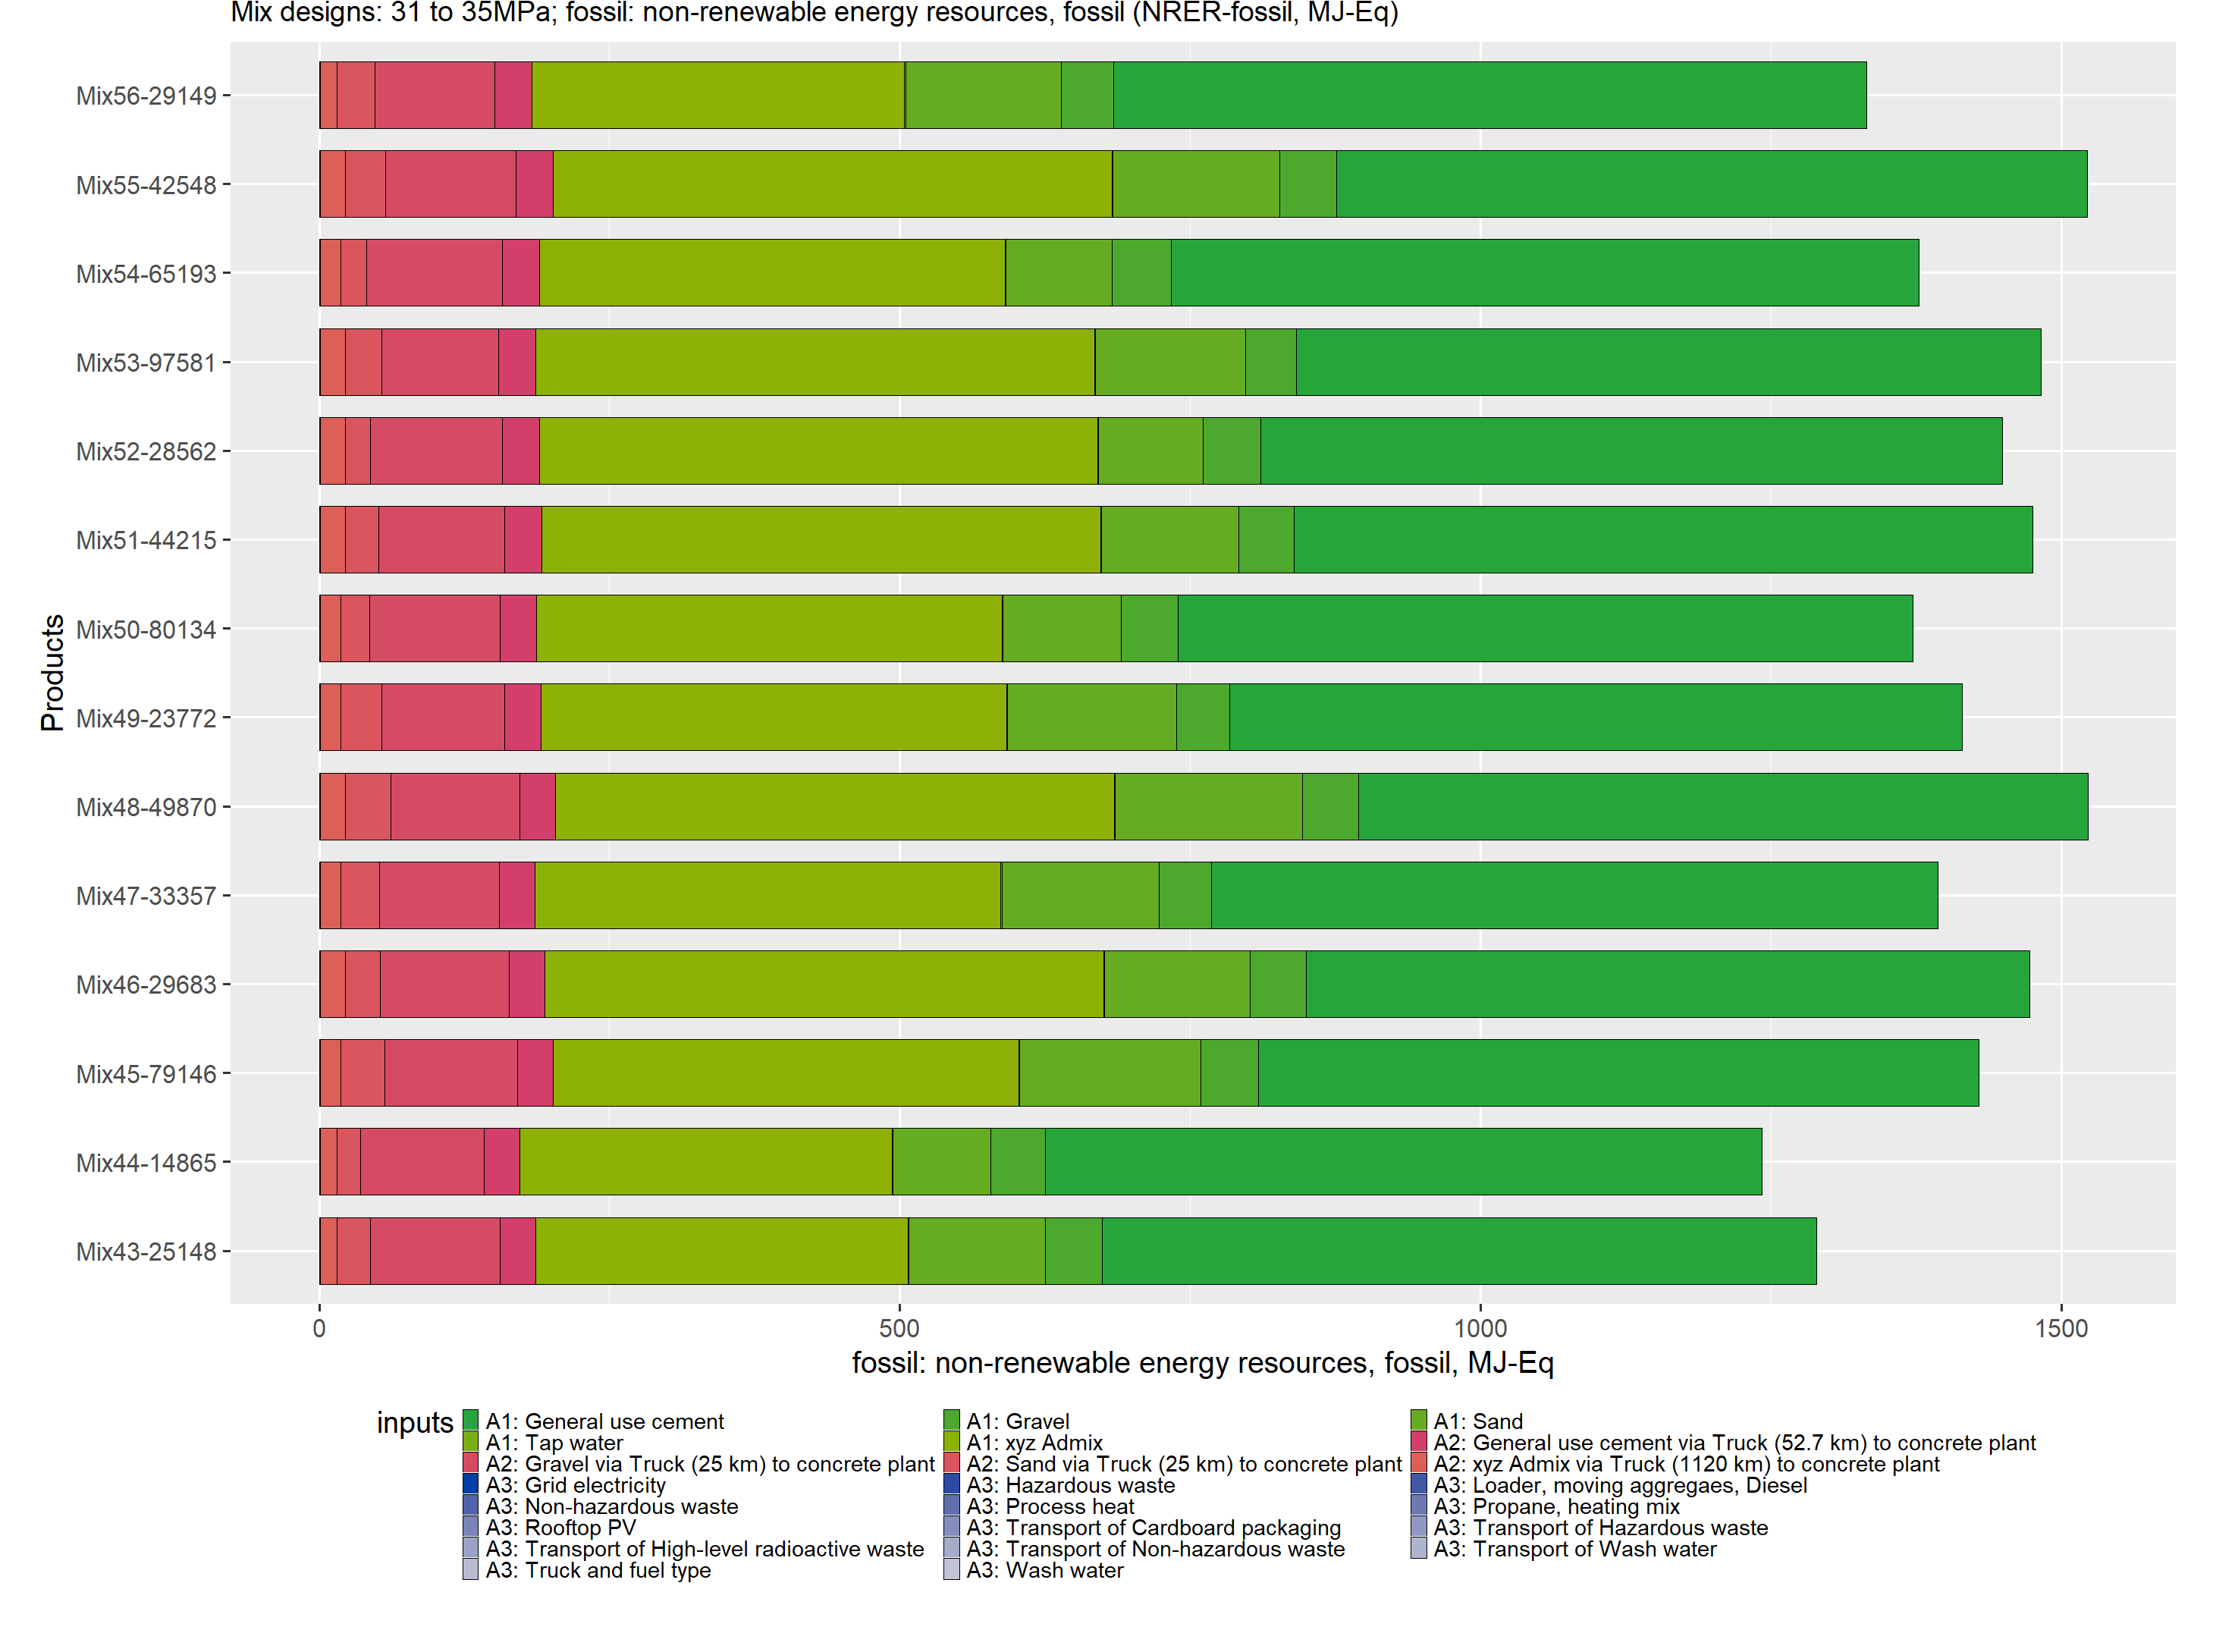 Mix designs: 31 to 35MPa; fossil: non-renewable energy resources, fossil (NRER-fossil, MJ-Eq)
Products
Mix56-29149
Mix55-42548
Mix54-65193
Mix53-97581
Mix52-28562
Mix51-44215
Mix50-80134
Mix49-23772
Mix48-49870
Mix47-33357
Mix46-29683
Mix45-79146
Mix44-14865
Mix43-25148
0 500 1000 1500
fossil: non-renewable energy resources, fossil, MJ-Eq
inputs
A1: General use cement A1: Gravel A1: Sand
A1: Tap water A1: xyz Admix A2: General use cement via Truck (52.7 km) to concrete plant
A2: Gravel via Truck (25 km) to concrete plant A2: Sand via Truck (25 km) to concrete plant A2: xyz Admix via Truck (1120 km) to concrete plant
A3: Grid electricity A3: Hazardous waste A3: Loader, moving aggregaes, Diesel
A3: Non-hazardous waste A3: Process heat A3: Propane, heating mix
A3: Rooftop PV A3: Transport of Cardboard packaging A3: Transport of Hazardous waste
A3: Transport of High-level radioactive waste A3: Transport of Non-hazardous waste A3: Transport of Wash water
A3: Truck and fuel type A3: Wash water